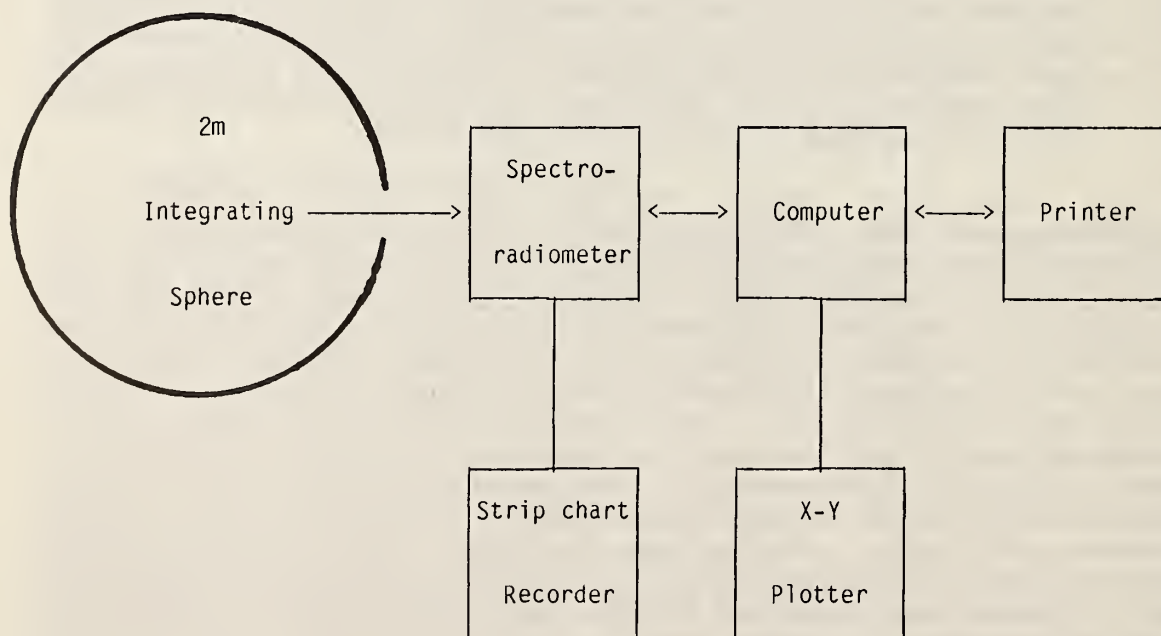 2m
Integrating
Sphere
Spectro-
radiometer
Computer
Printer
Strip chart
Recorder
X-Y
Plotter